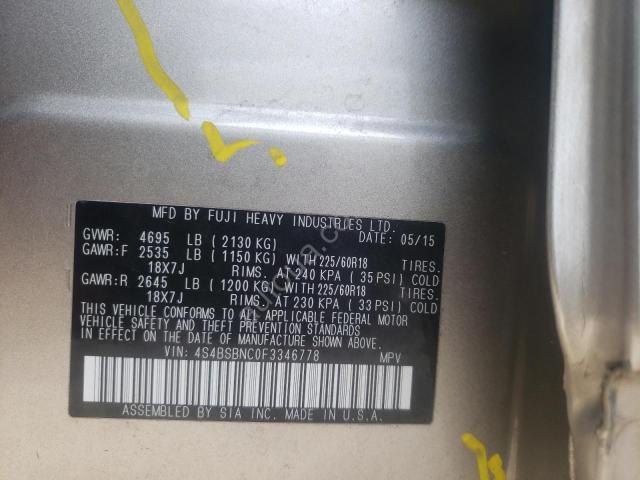 MFD BY FUJI HEAVY INDUSTRIES LTD.
GVWR: 4695 LB ( 2130 KG) DATE: 05/15
GAWR:F 2535 LB ( 1150 KG) WITH 225/60R18 TIRES.
18X7J RIMS. AT 240 KPA ( 35 PSI) COLD
GAWR:R 2645 LB ( 1200 KG) WITH 225/60R18 TIRES.
18X7J RIMS. AT 230 KPA ( 33 PSI) COLD
THIS VEHICLE CONFORMS TO ALL APPLICABLE FEDERAL MOTOR
VEHICLE SAFETY AND THEFT PREVENTION STANDARDS
IN EFFECT ON THE DATE OF MANUFACTURE SHOWN ABOVE.
VIN: 4S4BSBNC0F3346778 MPV
ASSEMBLED BY SIA INC. MADE IN U.S.A.